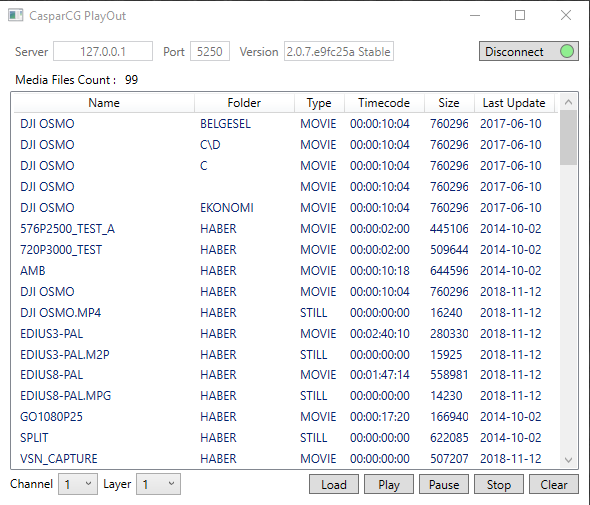 CasparCG PlayOut
Server 127.0.0.1 Port 5250 Version 2.0.7.e9fc25a Stable Disconnect
Media Files Count : 99
Name Folder Type Timecode Size Last Update
DJI OSMO BELGESEL MOVIE 00:00:10:04 760296 2017-06-10
DJI OSMO C\D MOVIE 00:00:10:04 760296 2017-06-10
DJI OSMO C MOVIE 00:00:10:04 760296 2017-06-10
DJI OSMO MOVIE 00:00:10:04 760296 2017-06-10
DJI OSMO EKONOMI MOVIE 00:00:10:04 760296 2017-06-10
576P2500_TEST_A HABER MOVIE 00:00:02:00 445106 2014-10-02
720P3000_TEST HABER MOVIE 00:00:02:00 509644 2014-10-02
AMB HABER MOVIE 00:00:10:18 644596 2014-10-02
DJI OSMO HABER MOVIE 00:00:10:04 760296 2018-11-12
DJI OSMO.MP4 HABER STILL 00:00:00:00 16240 2018-11-12
EDIUS3-PAL HABER MOVIE 00:02:40:10 280330 2018-11-12
EDIUS3-PAL.M2P HABER STILL 00:00:00:00 15925 2018-11-12
EDIUS8-PAL HABER MOVIE 00:01:47:14 558981 2018-11-12
EDIUS8-PAL.MPG HABER STILL 00:00:00:00 14230 2018-11-12
GO1080P25 HABER MOVIE 00:00:17:20 166940 2014-10-02
SPLIT HABER STILL 00:00:00:00 622085 2014-10-02
VSN_CAPTURE HABER MOVIE 00:00:00:00 507207 2018-11-12
Channel 1 Layer 1 Load Play Pause Stop Clear